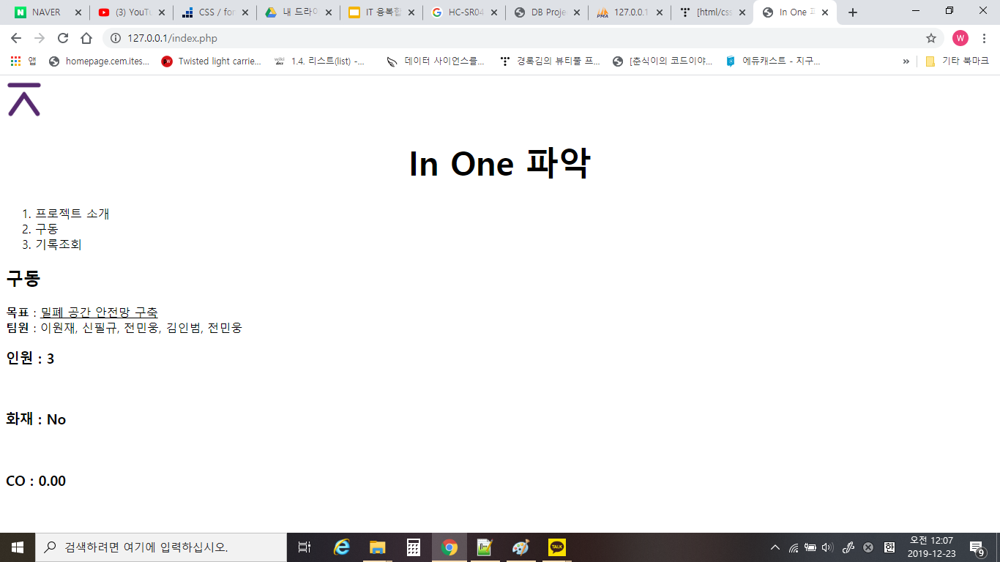 NAVER
(3) YouTu
CSS / for
내 드라이
IT 융복합
HC-SR04
DB Proje
127.0.0.1
[html/css
In One 파
127.0.0.1/index.php
W
앱
homepage.cem.ites...
Twisted light carrie...
1.4. 리스트(list) -...
데이터 사이언스를...
경록김의 뷰티풀 프...
[춘식이의 코드이야...
에듀캐스트 - 지구...
»
기타 북마크
In One 파악
1. 프로젝트 소개
2. 구동
3. 기록조회
구동
목표 : 밀폐 공간 안전망 구축
팀원 : 이원재, 신필규, 전민웅, 김인범, 전민웅
인원 : 3
화재 : No
CO : 0.00
검색하려면 여기에 입력하십시오.
TALK
한
오전 12:07
2019-12-23
9